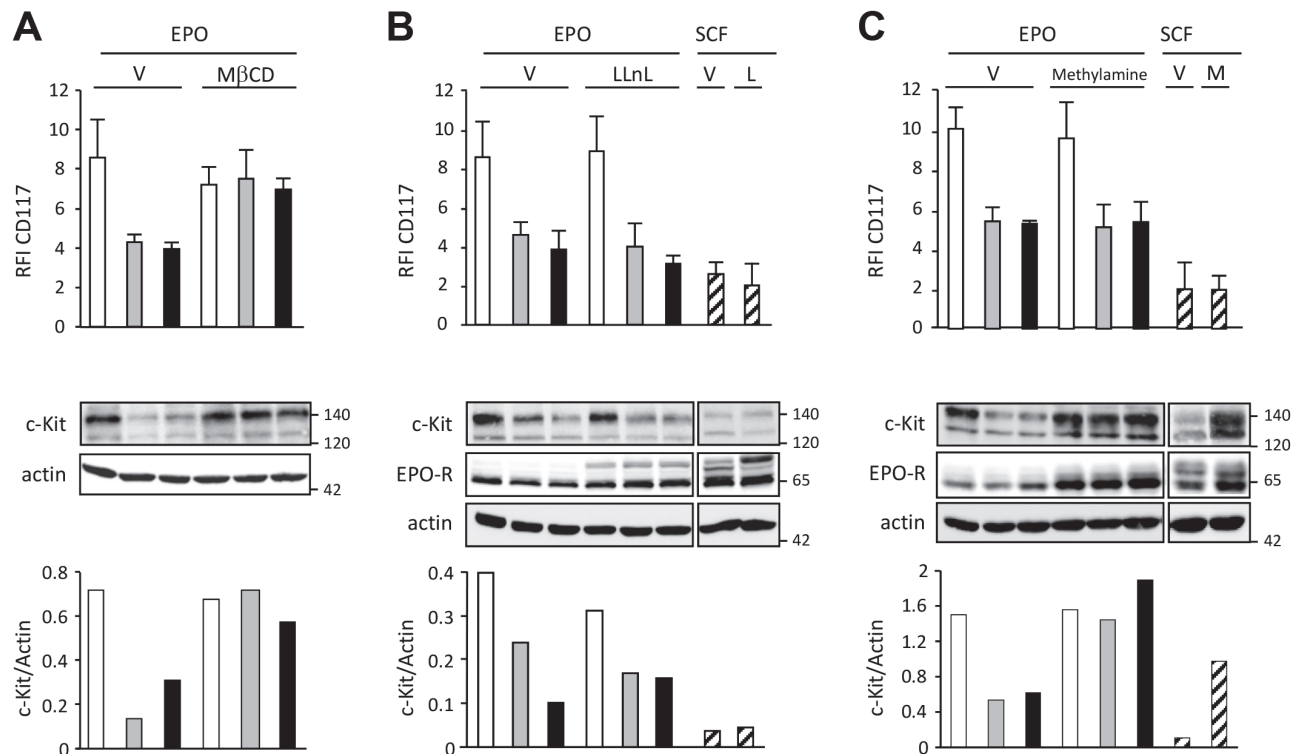 A
EPO
V
MβCD
12
10
8
6
4
2
0
RFI CD117
c-Kit
140
120
actin
42
0.8
0.6
0.4
0.2
0
c-Kit/Actin
B
EPO
SCF
V
LLnL
V
L
12
10
8
6
4
2
0
RFI CD117
c-Kit
140
120
EPO-R
65
actin
42
0.4
0.3
0.2
0.1
0
c-Kit/Actin
C
EPO
SCF
V
Methylamine
V
M
12
10
8
6
4
2
0
RFI CD117
c-Kit
140
120
EPO-R
65
actin
42
2
1.6
1.2
0.8
0.4
0
c-Kit/Actin